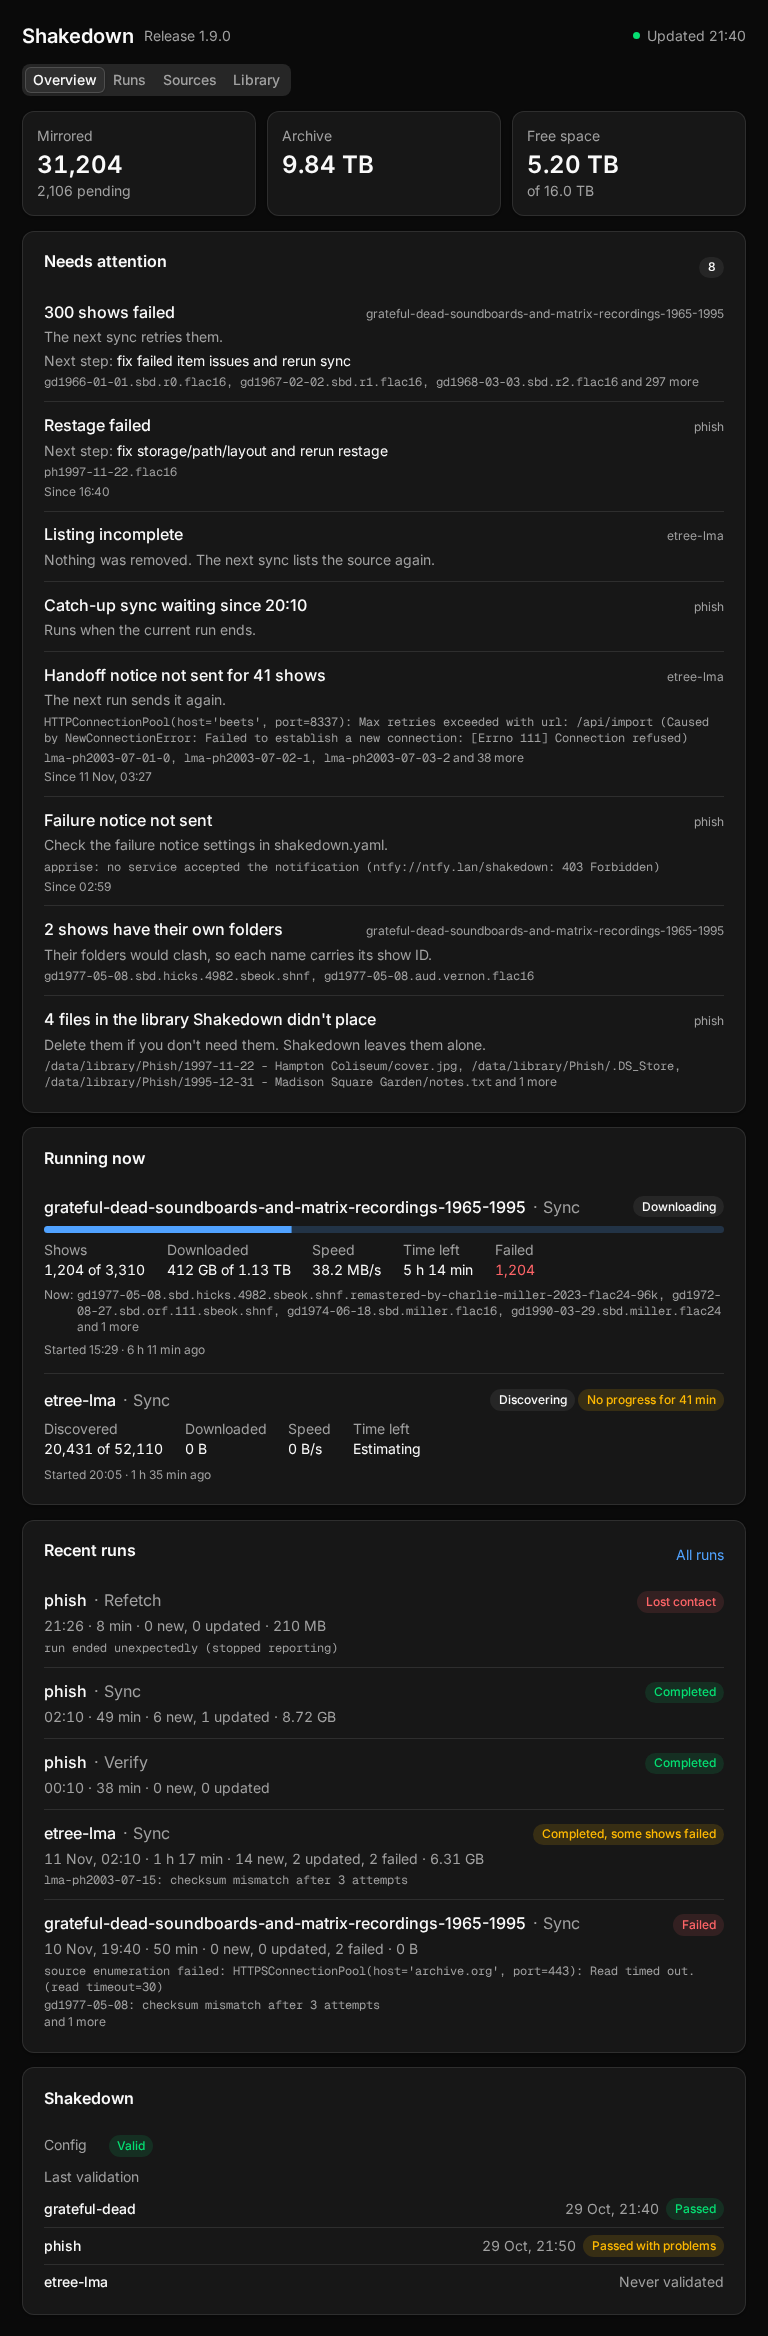 Shakedown Release 1.9.0
Updated 21:40
Overview Runs Sources Library
Mirrored
31,204
2,106 pending
Archive
9.84 TB
Free space
5.20 TB
of 16.0 TB
Needs attention
8
300 shows failed
grateful-dead-soundboards-and-matrix-recordings-1965-1995
The next sync retries them.
Next step: fix failed item issues and rerun sync
gd1966-01-01.sbd.r0.flac16, gd1967-02-02.sbd.r1.flac16, gd1968-03-03.sbd.r2.flac16 and 297 more
Restage failed
phish
Next step: fix storage/path/layout and rerun restage
ph1997-11-22.flac16
Since 16:40
Listing incomplete
etree-lma
Nothing was removed. The next sync lists the source again.
Catch-up sync waiting since 20:10
phish
Runs when the current run ends.
Handoff notice not sent for 41 shows
etree-lma
The next run sends it again.
HTTPConnectionPool(host='beets', port=8337): Max retries exceeded with url: /api/import (Caused
by NewConnectionError: Failed to establish a new connection: [Errno 111] Connection refused)
lma-ph2003-07-01-0, lma-ph2003-07-02-1, lma-ph2003-07-03-2 and 38 more
Since 11 Nov, 03:27
Failure notice not sent
phish
Check the failure notice settings in shakedown.yaml.
apprise: no service accepted the notification (ntfy://ntfy.lan/shakedown: 403 Forbidden)
Since 02:59
2 shows have their own folders
grateful-dead-soundboards-and-matrix-recordings-1965-1995
Their folders would clash, so each name carries its show ID.
gd1977-05-08.sbd.hicks.4982.sbeok.shnf, gd1977-05-08.aud.vernon.flac16
4 files in the library Shakedown didn't place
phish
Delete them if you don't need them. Shakedown leaves them alone.
/data/library/Phish/1997-11-22 - Hampton Coliseum/cover.jpg, /data/library/Phish/.DS_Store,
/data/library/Phish/1995-12-31 - Madison Square Garden/notes.txt and 1 more
Running now
grateful-dead-soundboards-and-matrix-recordings-1965-1995 · Sync
Downloading
Shows Downloaded Speed Time left Failed
1,204 of 3,310 412 GB of 1.13 TB 38.2 MB/s 5 h 14 min 1,204
Now: gd1977-05-08.sbd.hicks.4982.sbeok.shnf.remastered-by-charlie-miller-2023-flac24-96k, gd1972-
08-27.sbd.orf.111.sbeok.shnf, gd1974-06-18.sbd.miller.flac16, gd1990-03-29.sbd.miller.flac24
and 1 more
Started 15:29 · 6 h 11 min ago
etree-lma · Sync
Discovering No progress for 41 min
Discovered Downloaded Speed Time left
20,431 of 52,110 0 B 0 B/s Estimating
Started 20:05 · 1 h 35 min ago
Recent runs
All runs
phish · Refetch
Lost contact
21:26 · 8 min · 0 new, 0 updated · 210 MB
run ended unexpectedly (stopped reporting)
phish · Sync
Completed
02:10 · 49 min · 6 new, 1 updated · 8.72 GB
phish · Verify
Completed
00:10 · 38 min · 0 new, 0 updated
etree-lma · Sync
Completed, some shows failed
11 Nov, 02:10 · 1 h 17 min · 14 new, 2 updated, 2 failed · 6.31 GB
lma-ph2003-07-15: checksum mismatch after 3 attempts
grateful-dead-soundboards-and-matrix-recordings-1965-1995 · Sync
Failed
10 Nov, 19:40 · 50 min · 0 new, 0 updated, 2 failed · 0 B
source enumeration failed: HTTPSConnectionPool(host='archive.org', port=443): Read timed out.
(read timeout=30)
gd1977-05-08: checksum mismatch after 3 attempts
and 1 more
Shakedown
Config Valid
Last validation
grateful-dead 29 Oct, 21:40 Passed
phish 29 Oct, 21:50 Passed with problems
etree-lma Never validated